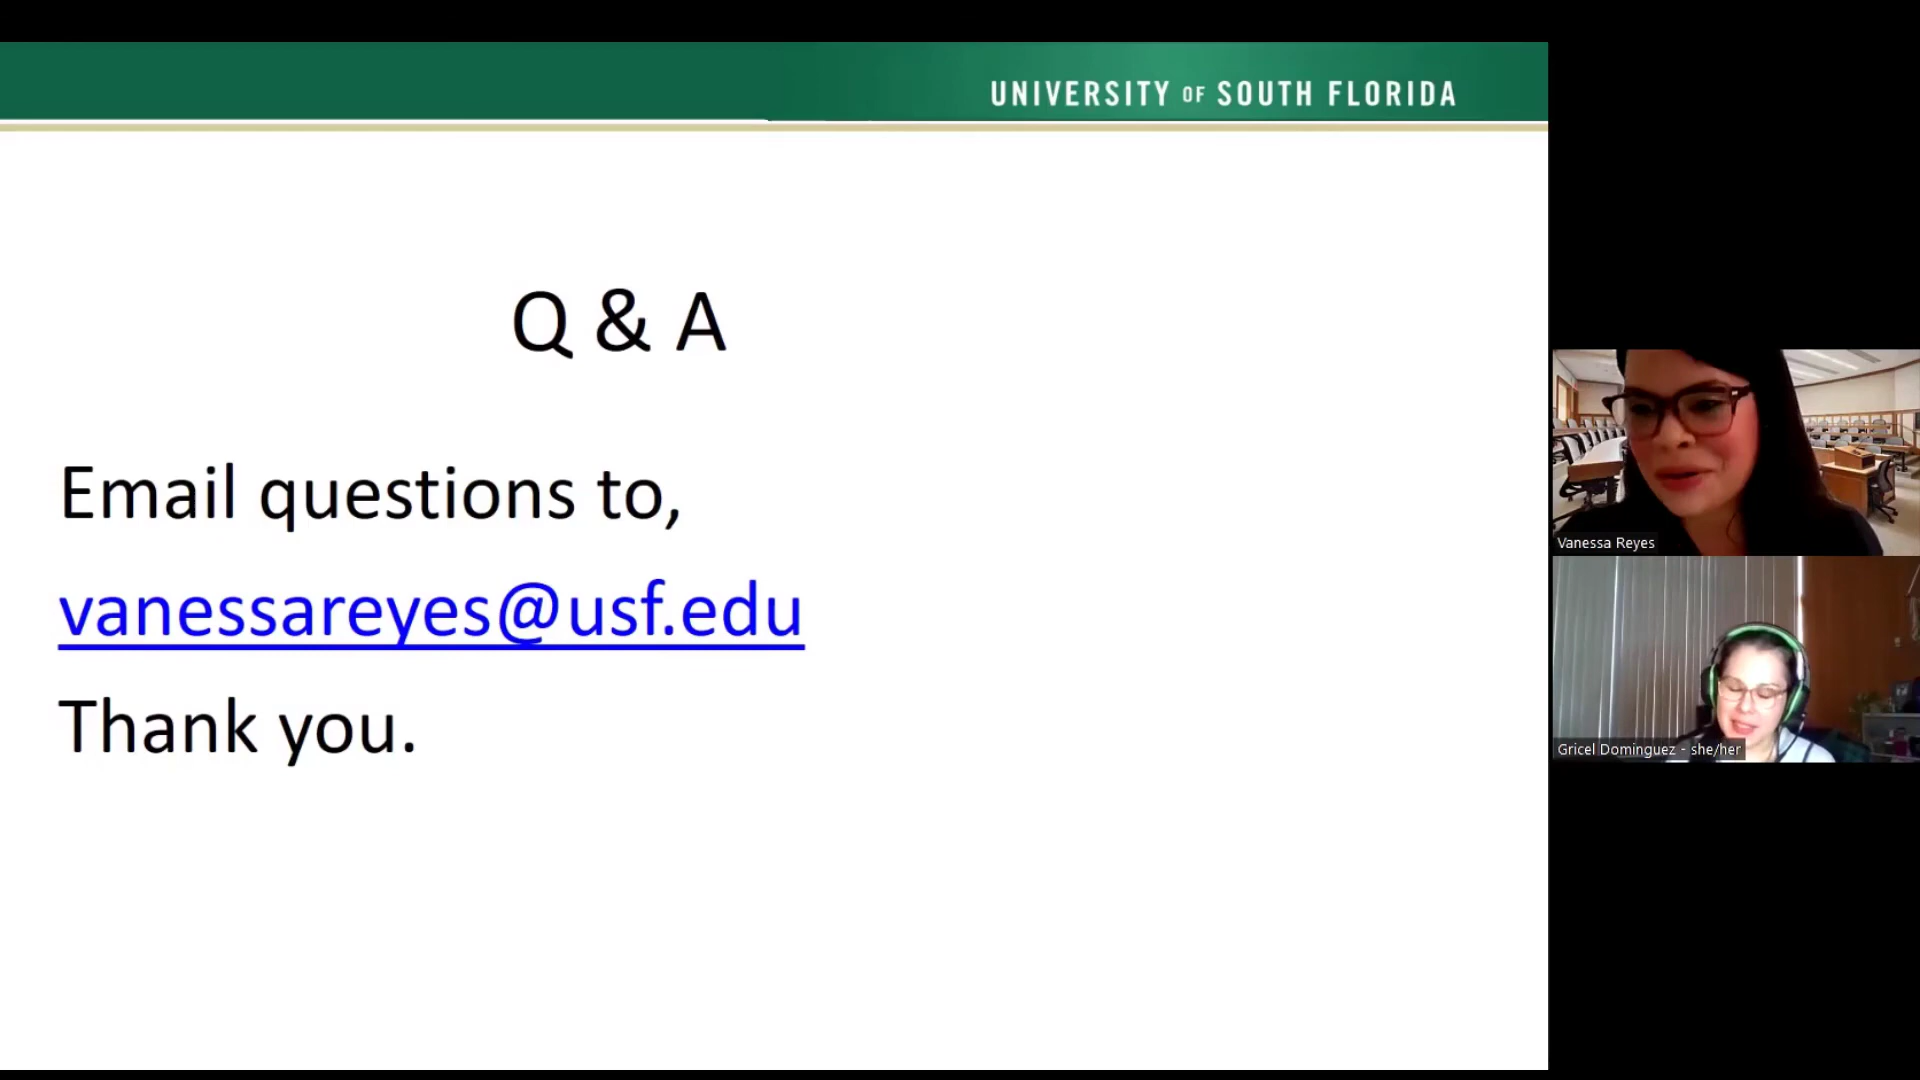 UNIVERSITY OF SOUTH FLORIDA
Q & A
Email questions to,
vanessareyes@usf.edu
Thank you.
Vanessa Reyes
Gricel Dominguez - she/her